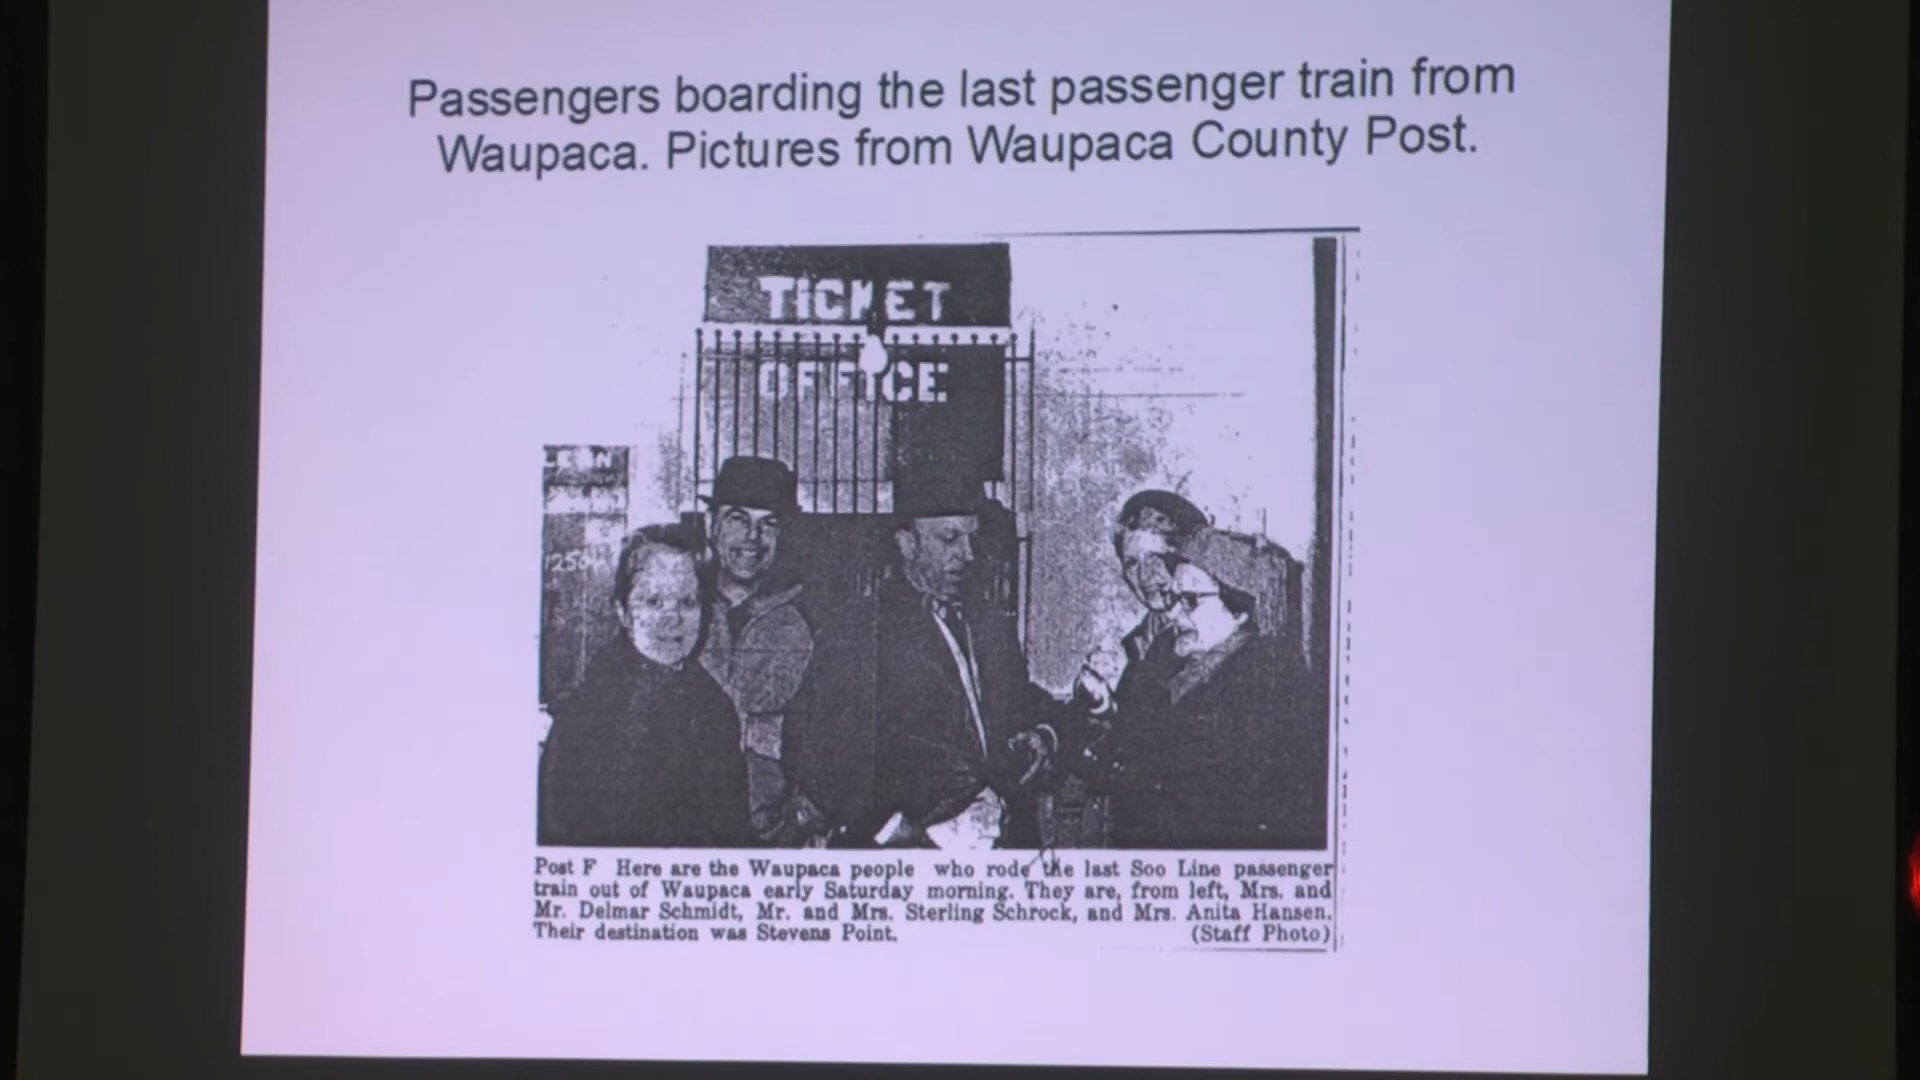 Passengers boarding the last passenger train from
Waupaca. Pictures from Waupaca County Post.
TICKET
OFFICE
Post F Here are the Waupaca people who rode the last Soo Line passenger
train out of Waupaca early Saturday morning. They are, from left, Mrs. and
Mr. Delmar Schmidt, Mr. and Mrs. Sterling Schrock, and Mrs. Anita Hansen.
Their destination was Stevens Point. (Staff Photo)